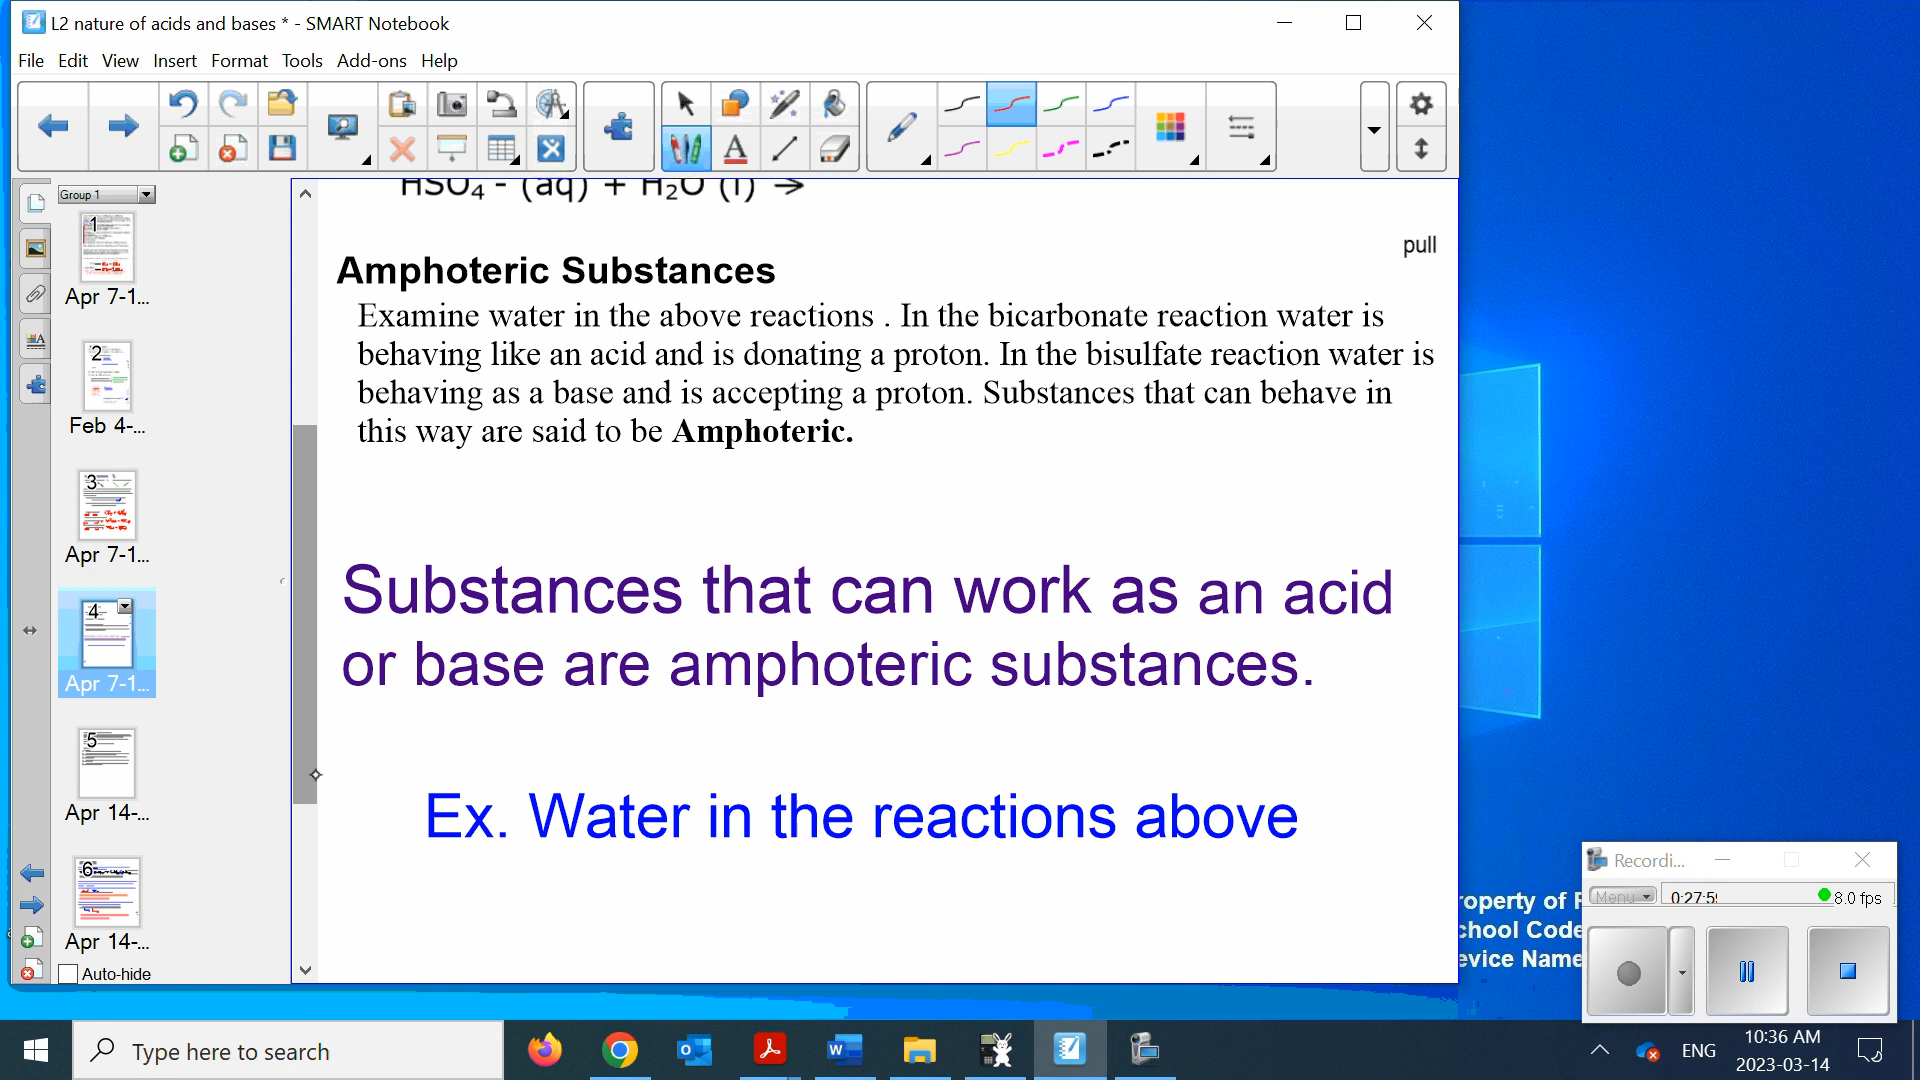 L2 nature of acids and bases * - SMART Notebook
File Edit View Insert Format Tools Add-ons Help
Group 1
HSO₄ - (aq) + H₂O (l) →
pull
Amphoteric Substances
Examine water in the above reactions . In the bicarbonate reaction water is
behaving like an acid and is donating a proton. In the bisulfate reaction water is
behaving as a base and is accepting a proton. Substances that can behave in
this way are said to be Amphoteric.
Substances that can work as an acid
or base are amphoteric substances.
Ex. Water in the reactions above
1
Apr 7-1...
2
Feb 4-...
3
Apr 7-1...
4
Apr 7-1...
5
Apr 14-...
6
Apr 14-...
Auto-hide
Recordi...
Menu
0:27:5
8.0 fps
roperty of
chool Code
evice Name
Type here to search
ENG
10:36 AM
2023-03-14